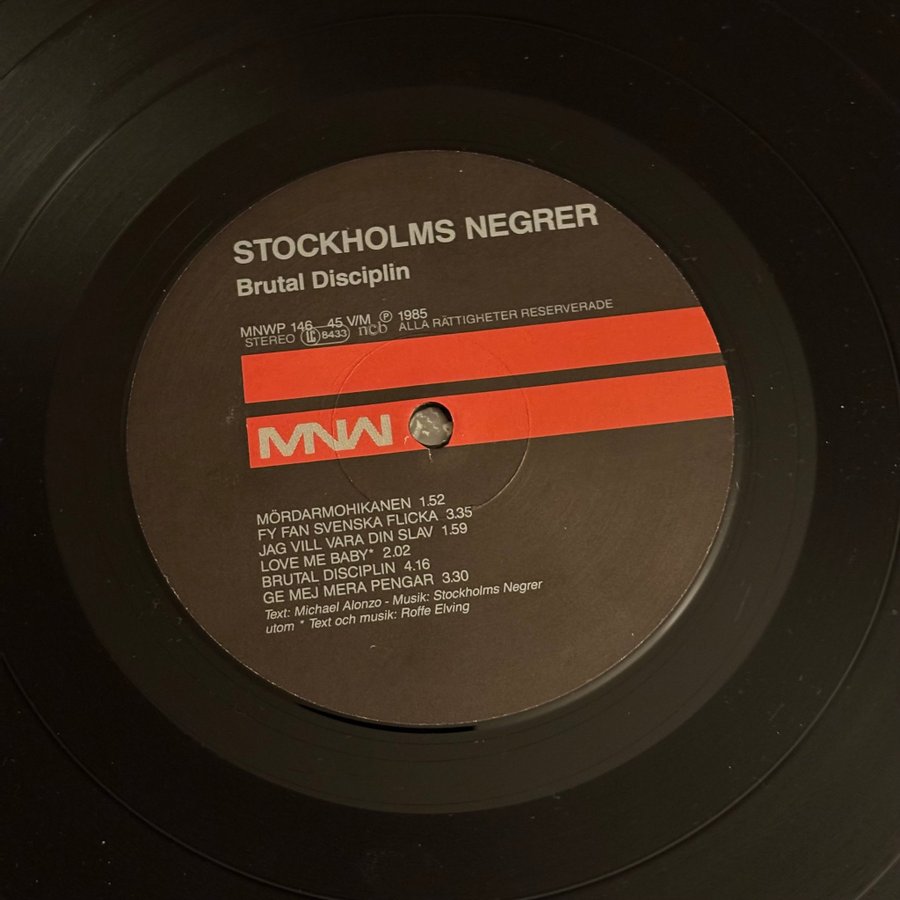 STOCKHOLMS NEGRER
Brutal Disciplin
MNWP 146 45 V/M Ⓟ 1985
STEREO LC 8433 ncb ALLA RÄTTIGHETER RESERVERADE
MNW
MÖRDARMOHIKANEN 1.52
FY FAN SVENSKA FLICKA 3.35
JAG VILL VARA DIN SLAV 1.59
LOVE ME BABY* 2.02
BRUTAL DISCIPLIN 4.16
GE MEJ MERA PENGAR 3.30
Text: Michael Alonzo - Musik: Stockholms Negrer
utom * Text och musik: Roffe Elving